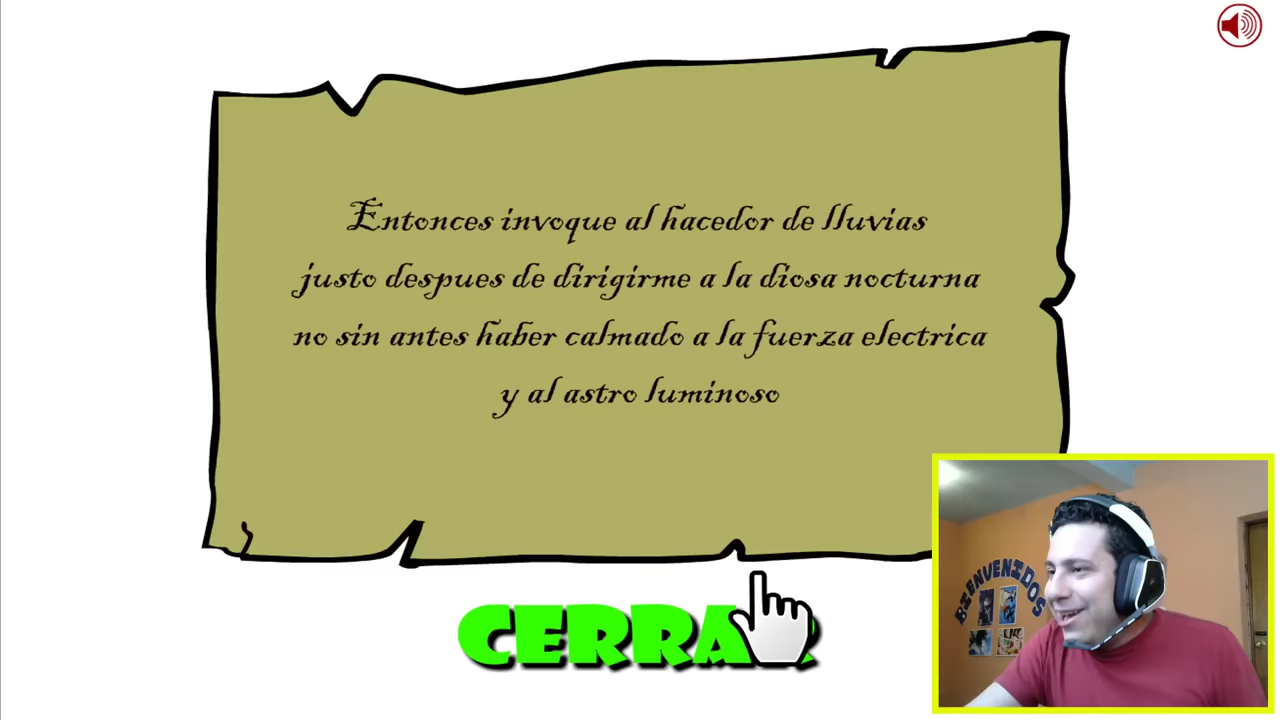 Entonces invoque al hacedor de lluvias
justo despues de dirigirme a la diosa nocturna
no sin antes haber calmado a la fuerza electrica
y al astro luminoso
CERRAR
BIENVENIDOS